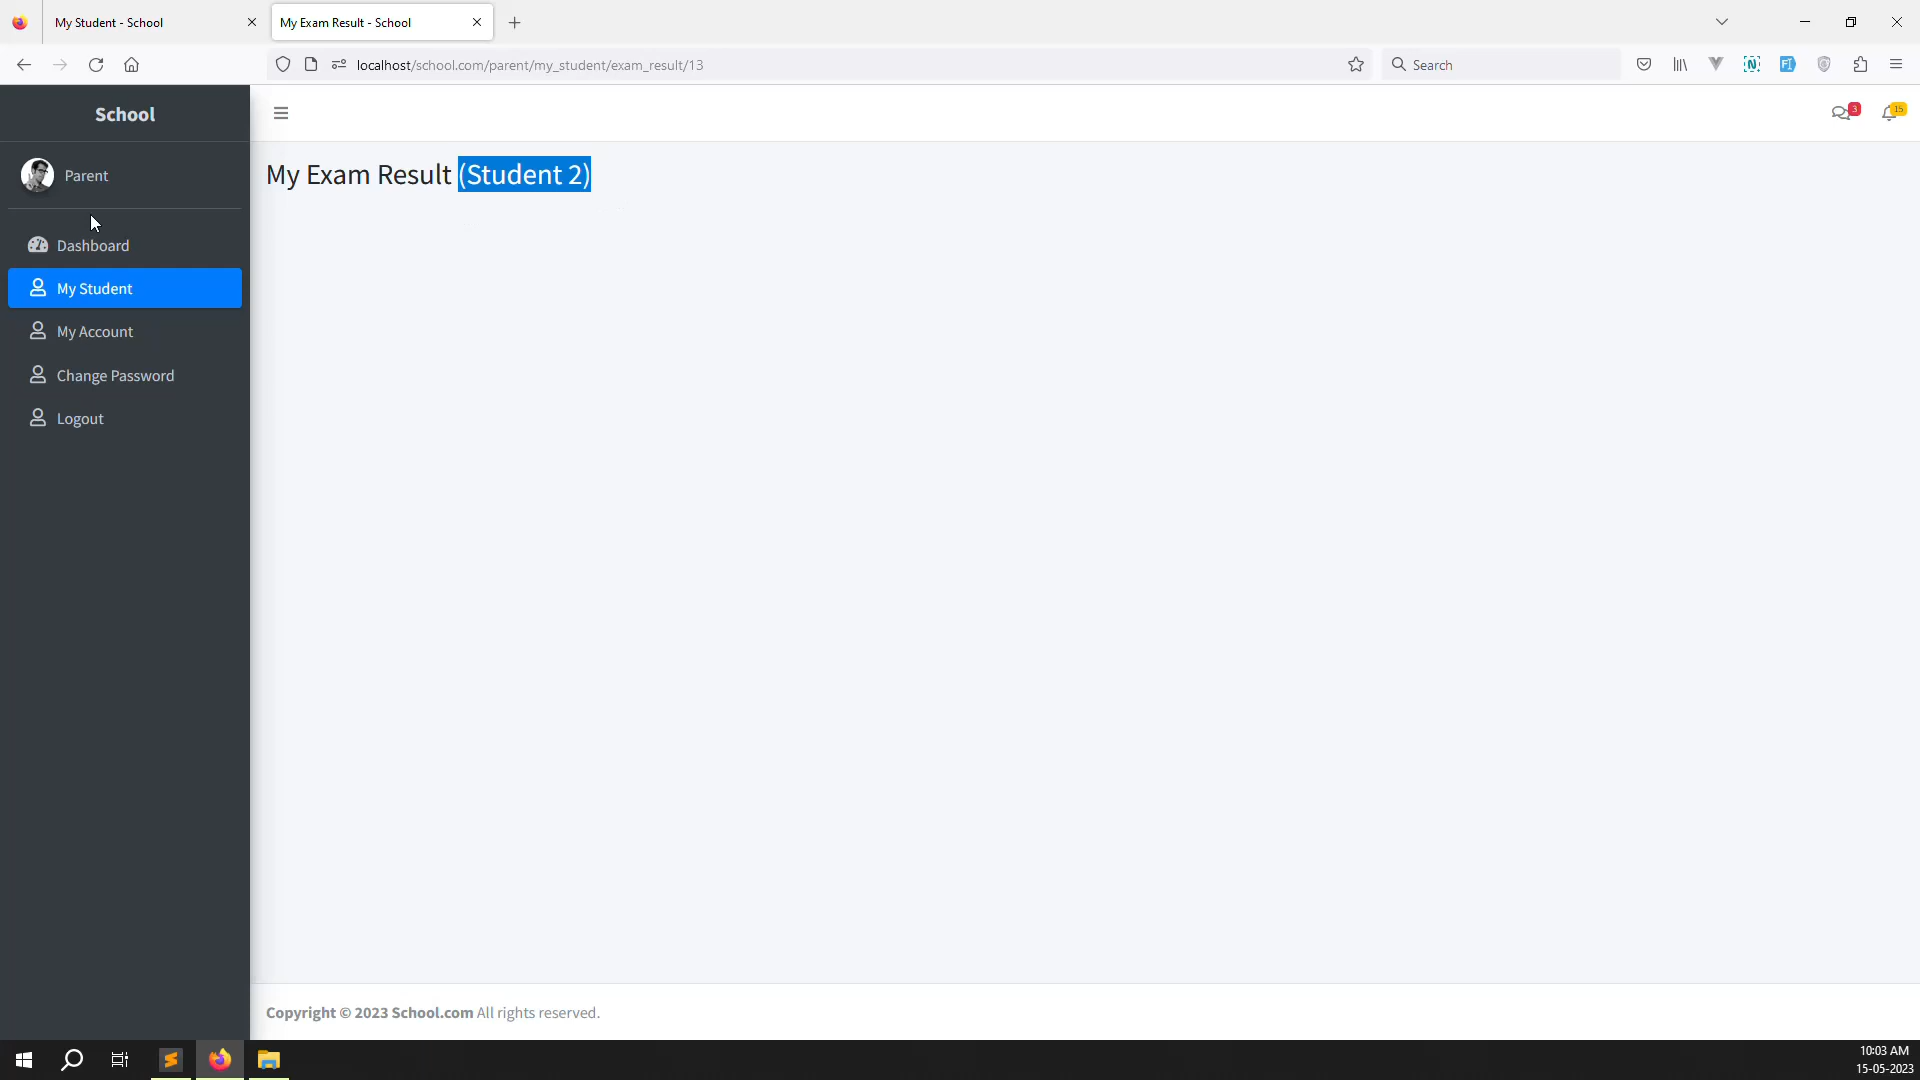 My Student - School
My Exam Result - School
localhost/school.com/parent/my_student/exam_result/13
Search
School
3
15
Parent
My Exam Result (Student 2)
Dashboard
My Student
My Account
Change Password
Logout
Copyright © 2023 School.com All rights reserved.
10:03 AM
15-05-2023